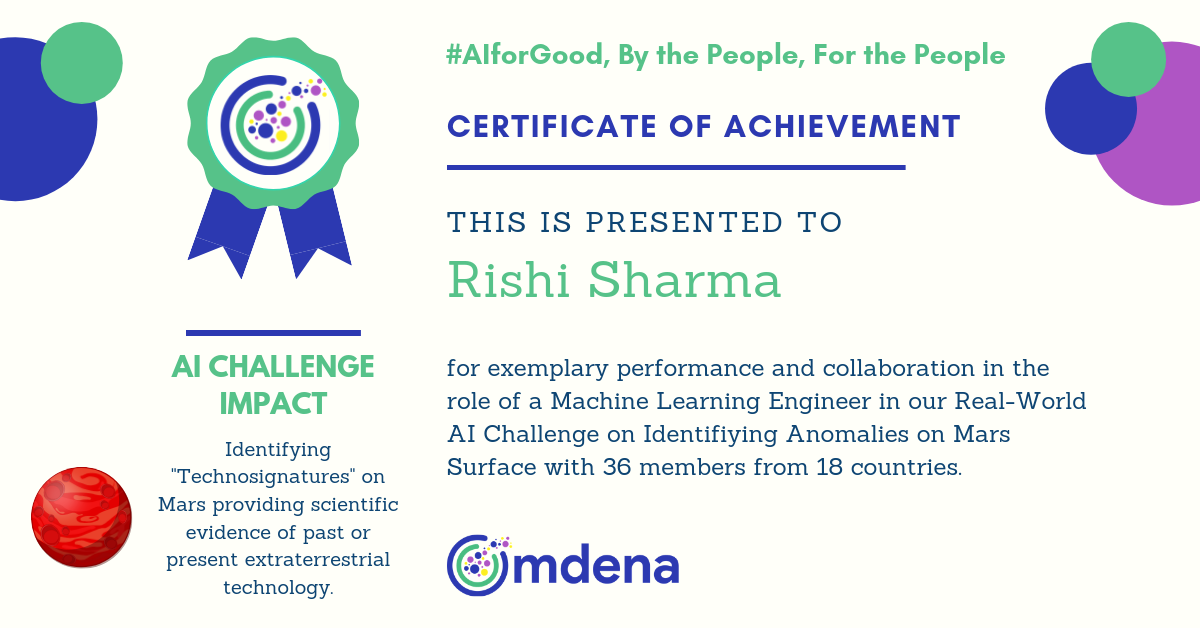 #AIforGood, By the People, For the People
CERTIFICATE OF ACHIEVEMENT
THIS IS PRESENTED TO
Rishi Sharma
for exemplary performance and collaboration in the
role of a Machine Learning Engineer in our Real-World
AI Challenge on Identifiying Anomalies on Mars
Surface with 36 members from 18 countries.
AI CHALLENGE
IMPACT
Identifying
"Technosignatures" on
Mars providing scientific
evidence of past or
present extraterrestrial
technology.
omdena